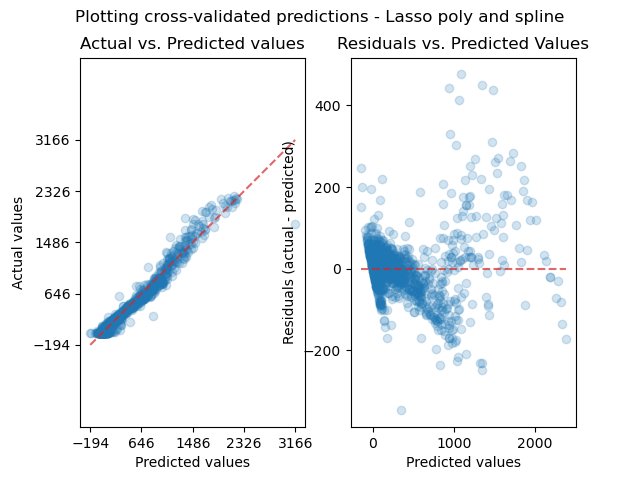 Plotting cross-validated predictions - Lasso poly and spline
Actual vs. Predicted values
Residuals vs. Predicted Values
Actual values
3166
2326
1486
646
−194
−194
646
1486
2326
3166
Predicted values
Residuals (actual - predicted)
400
200
0
−200
0
1000
2000
Predicted values